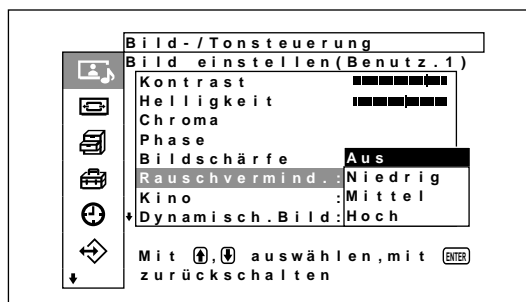 Bild-/Tonsteuerung
Bild einstellen(Benutz.1)
Kontrast
Helligkeit
Chroma
Phase
Bildschärfe
Aus
Rauschvermind.:Niedrig
Kino :Mittel
Dynamisch.Bild:Hoch
Mit ⬆,⬇ auswählen,mit ENTER
zurückschalten